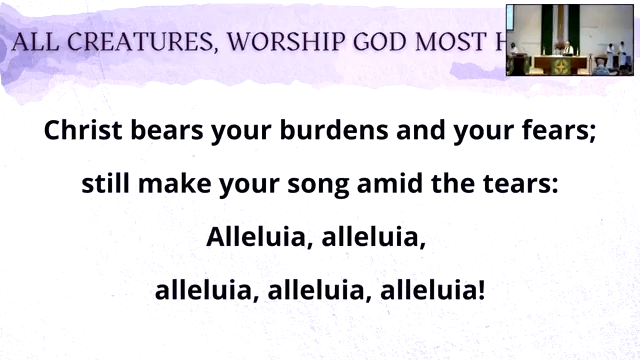 ALL CREATURES, WORSHIP GOD MOST
Christ bears your burdens and your fears;
still make your song amid the tears:
Alleluia, alleluia,
alleluia, alleluia, alleluia!